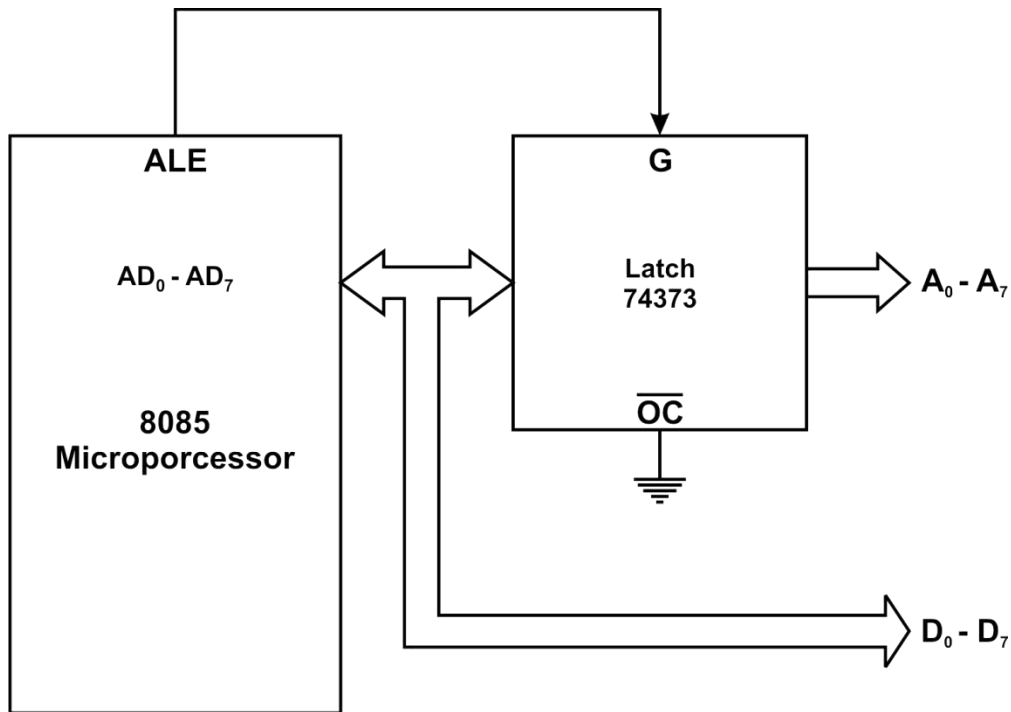 ALE
G
AD₀ - AD₇
Latch
74373
A₀ - A₇
OC
8085
Microporcessor
D₀ - D₇